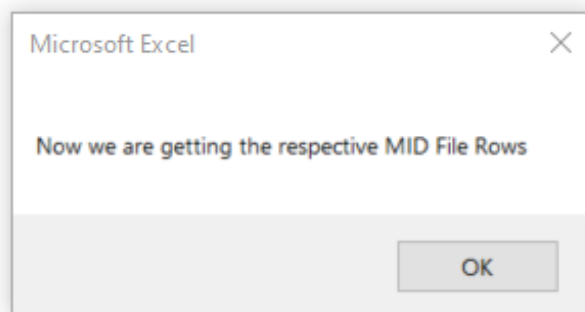 Microsoft Excel
Now we are getting the respective MID File Rows
OK